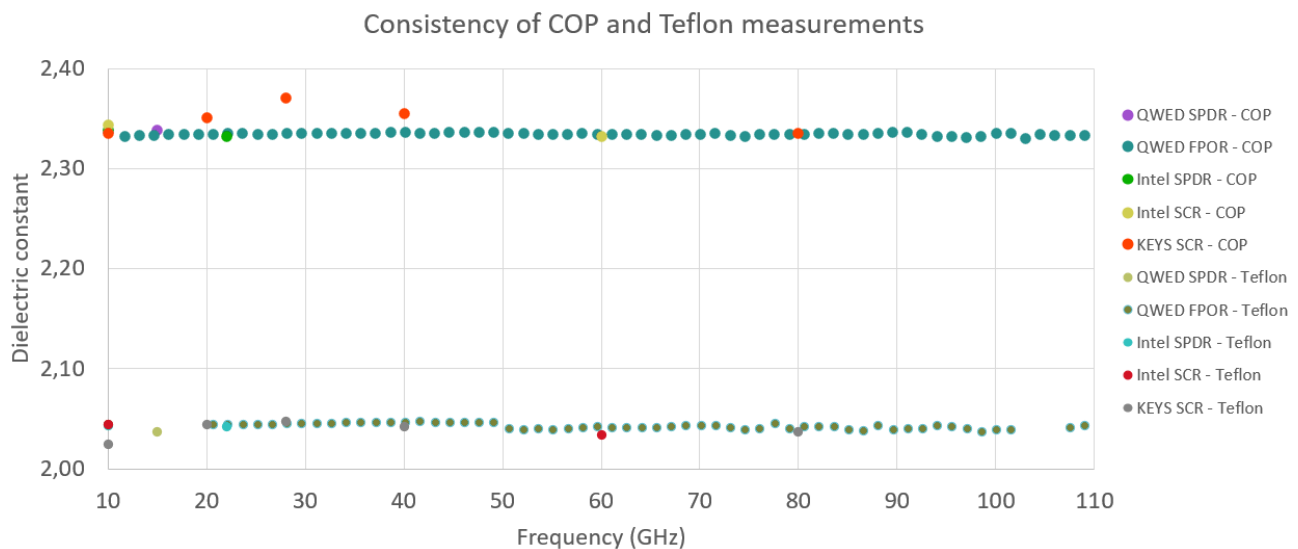 Consistency of COP and Teflon measurements
2,40
2,30
2,20
2,10
2,00
Dielectric constant
10 20 30 40 50 60 70 80 90 100 110
Frequency (GHz)
QWED SPDR - COP
QWED FPOR - COP
Intel SPDR - COP
Intel SCR - COP
KEYS SCR - COP
QWED SPDR - Teflon
QWED FPOR - Teflon
Intel SPDR - Teflon
Intel SCR - Teflon
KEYS SCR - Teflon